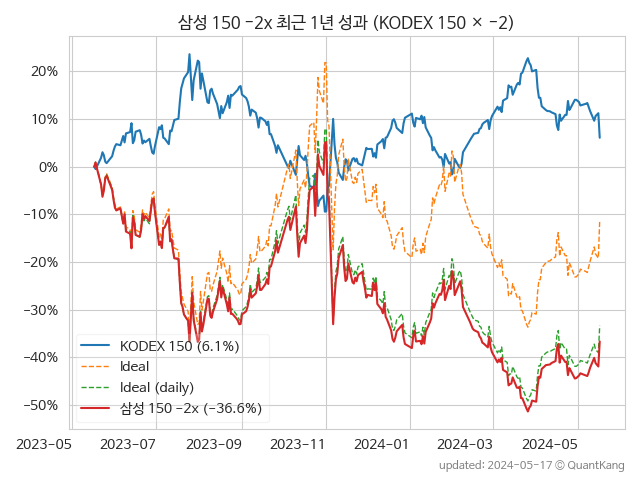 삼성 150 −2x 최근 1년 성과 (KODEX 150 × −2)
20%
10%
0%
−10%
−20%
−30%
−40%
−50%
KODEX 150 (6.1%)
Ideal
Ideal (daily)
삼성 150 −2x (−36.6%)
2023−05
2023−07
2023−09
2023−11
2024−01
2024−03
2024−05
updated: 2024−05−17 © QuantKang